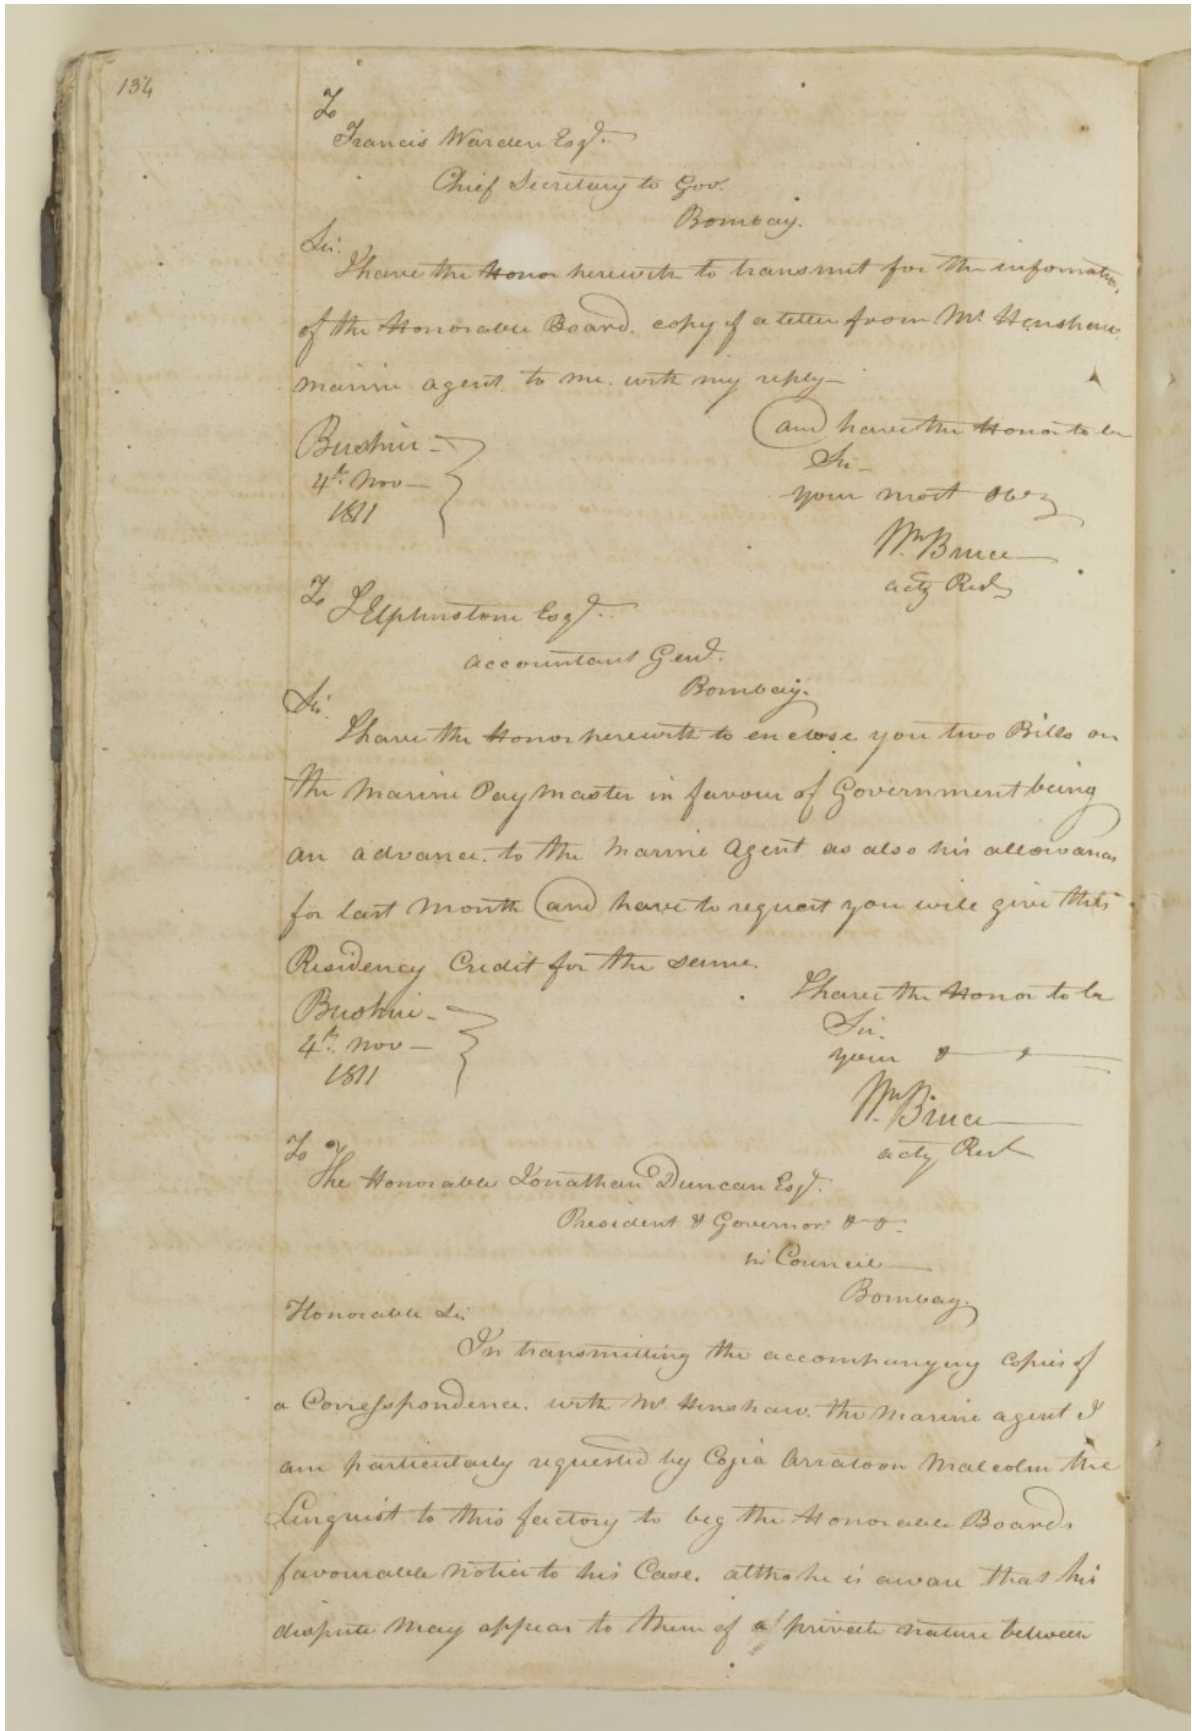 134
To
Francis Warden Esqr.
Chief Secretary to Gov.
Bombay.
Sir.
I have the Honor herewith to transmit for the information
of the Honorable Board. copy of a letter from Mr. Henshaw
marine agent to me. with my reply—
and have the Honor to be
Bushire—
Sir—
4th. Nov—
your most
1811
Wm. Bruce
actg Resd
To
Elphinstone Esqr.
accountant Genl.
Bombay.
Sir.
I have the Honor herewith to enclose you two Bills on
the Marine Paymaster in favour of Government being
an advance. to the Marine Agent as also his allowances
for last Month and have to request you will give this
Residency Credit for the same.
I have the Honor to be
Bushire—
Sir.
4th. Nov—
your & &
1811
Wm. Bruce
actg Resd
To
The Honorable Jonathan Duncan Esqr.
President & Governor & &.
in Council
Bombay.
Honorable Sir
In transmitting the accompanying copies of
a Correspondence. with Mr. Henshaw. the Marine agent I
am particularly requested by Coja Arratoon Malcolm the
Linguist to this factory to beg the Honorable Boards
favourable notice to his Case. altho he is aware that his
dispute may appear to them of a private nature between